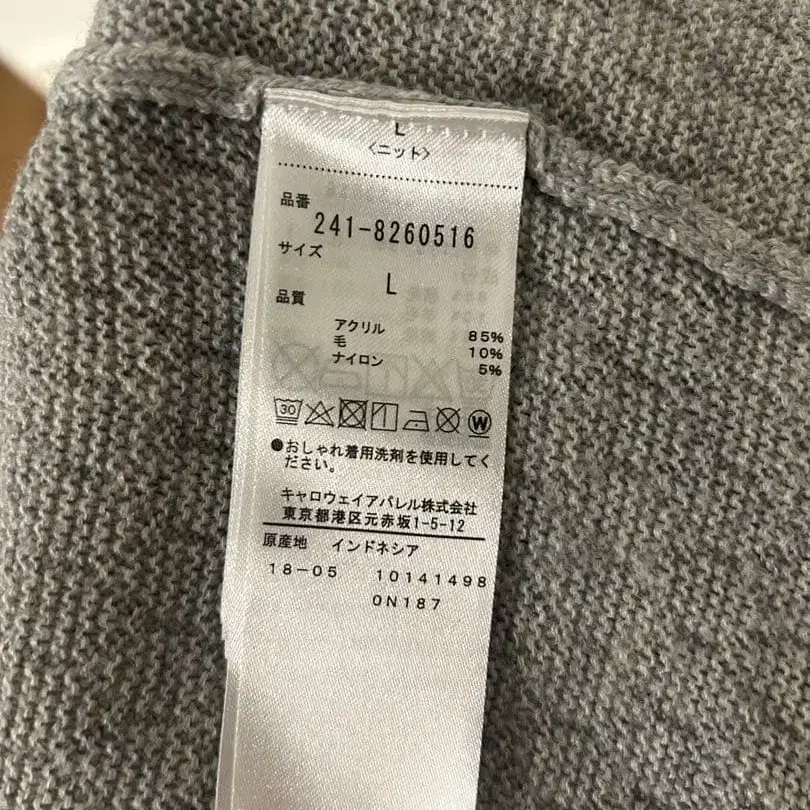 L
〈ニット〉
品番
241-8260516
サイズ
L
品質
アクリル 85%
毛 10%
ナイロン 5%
30
W
●おしゃれ着用洗剤を使用してく
ださい。
キャロウェイアパレル株式会社
東京都港区元赤坂1-5-12
原産地 インドネシア
18-05 10141498
0N187